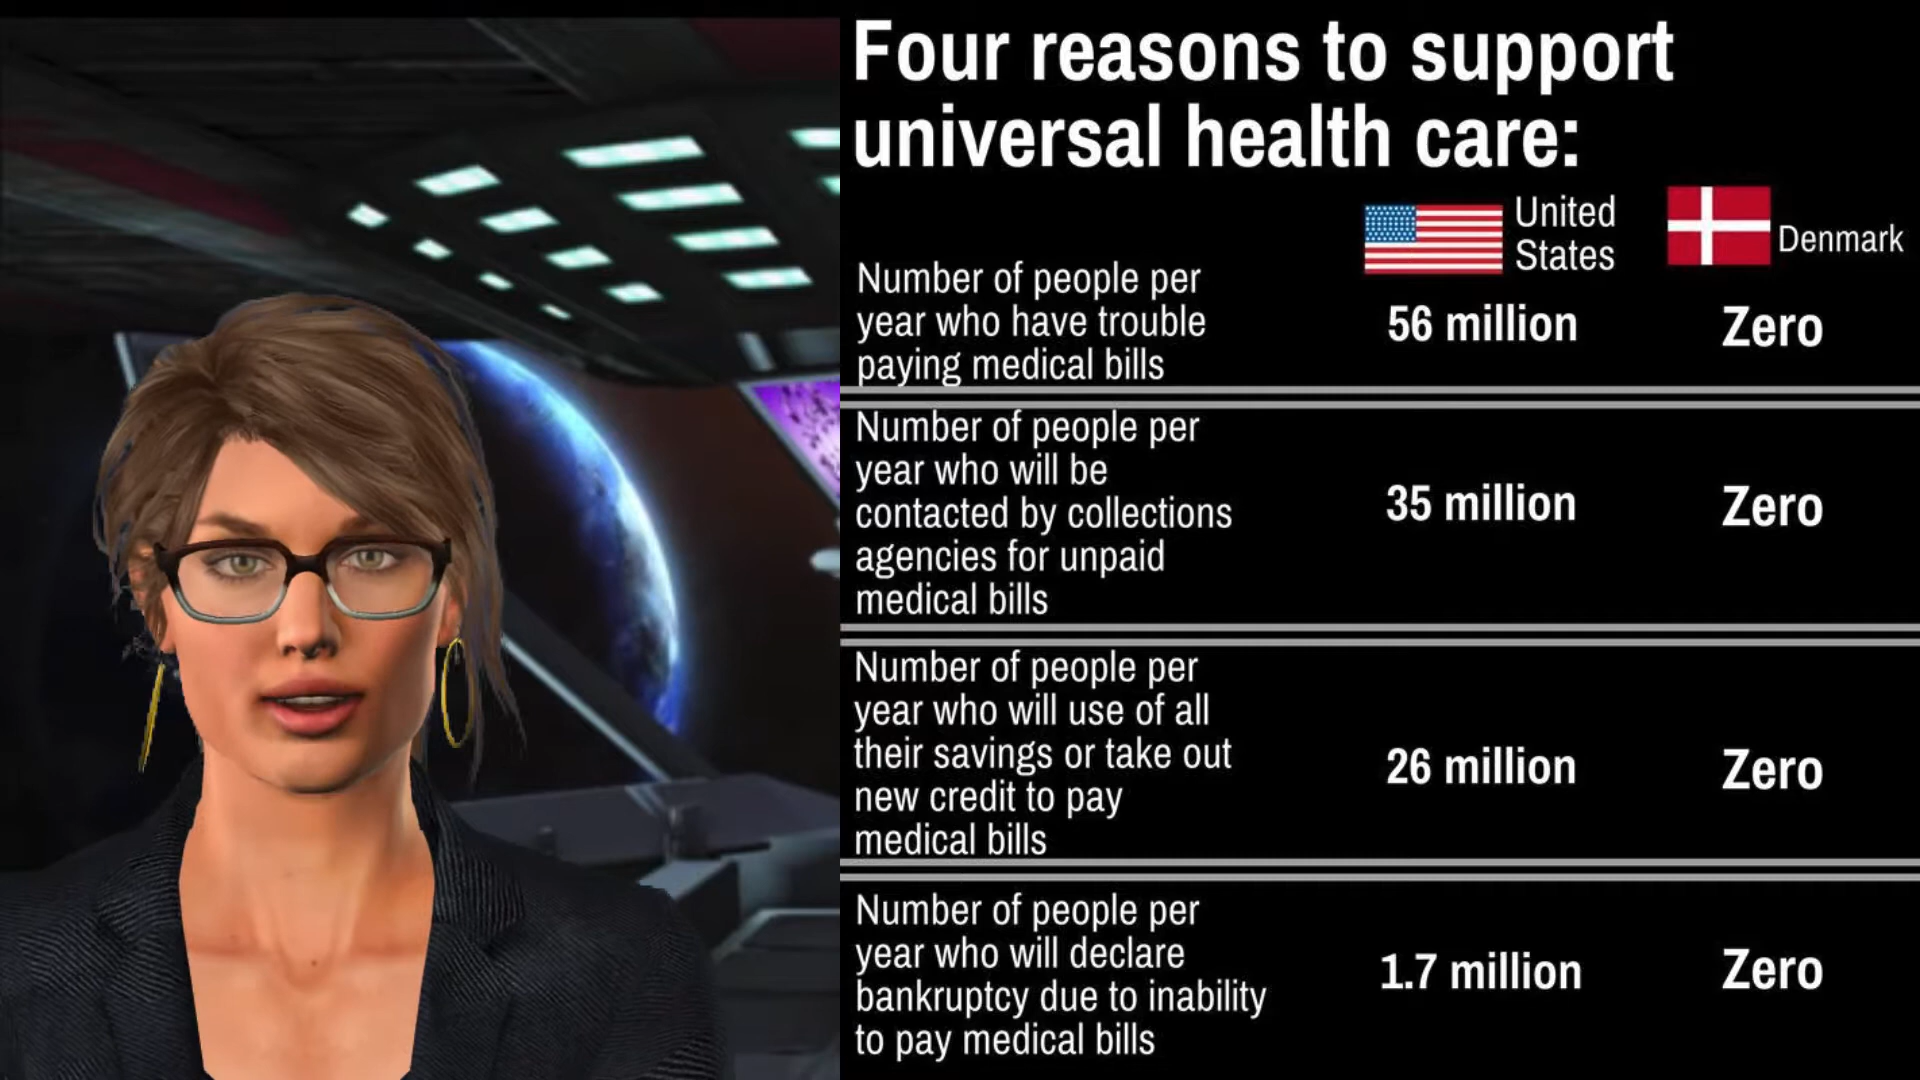 Four reasons to support
universal health care:
United
States
Denmark
Number of people per
year who have trouble
paying medical bills
56 million
Zero
Number of people per
year who will be
contacted by collections
agencies for unpaid
medical bills
35 million
Zero
Number of people per
year who will use of all
their savings or take out
new credit to pay
medical bills
26 million
Zero
Number of people per
year who will declare
bankruptcy due to inability
to pay medical bills
1.7 million
Zero